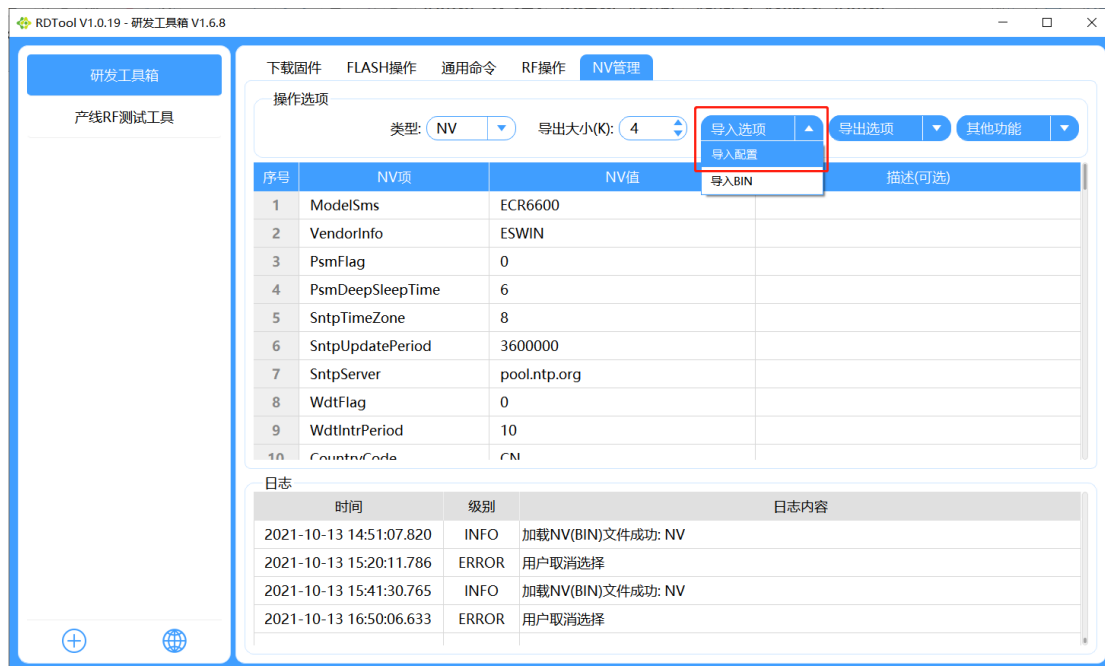 RDTool V1.0.19 - 研发工具箱 V1.6.8
研发工具箱
产线RF测试工具
下载固件 FLASH操作 通用命令 RF操作 NV管理
操作选项
类型: NV 导出大小(K): 4 导入选项 导出选项 其他功能
导入配置
导入BIN
序号 NV项 NV值 描述(可选)
1 ModelSms ECR6600
2 VendorInfo ESWIN
3 PsmFlag 0
4 PsmDeepSleepTime 6
5 SntpTimeZone 8
6 SntpUpdatePeriod 3600000
7 SntpServer pool.ntp.org
8 WdtFlag 0
9 WdtIntrPeriod 10
10 CountryCode CN
日志
时间 级别 日志内容
2021-10-13 14:51:07.820 INFO 加载NV(BIN)文件成功: NV
2021-10-13 15:20:11.786 ERROR 用户取消选择
2021-10-13 15:41:30.765 INFO 加载NV(BIN)文件成功: NV
2021-10-13 16:50:06.633 ERROR 用户取消选择